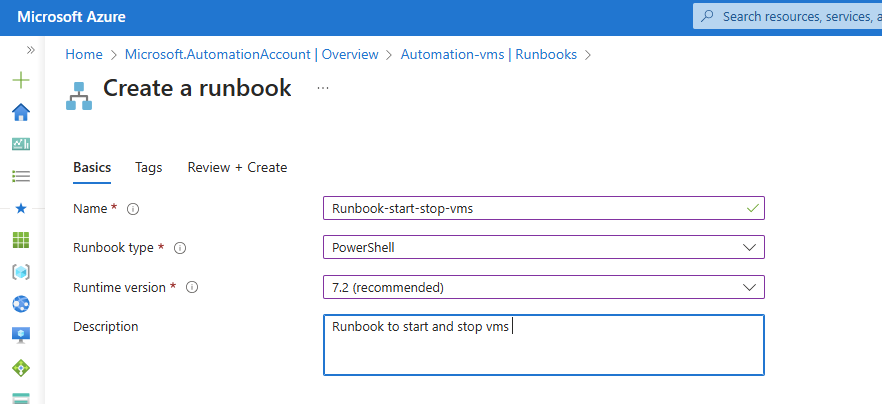 Microsoft Azure
Search resources, services, a
Home > Microsoft.AutomationAccount | Overview > Automation-vms | Runbooks >
Create a runbook ...
Basics Tags Review + Create
Name * Runbook-start-stop-vms
Runbook type * PowerShell
Runtime version * 7.2 (recommended)
Description Runbook to start and stop vms